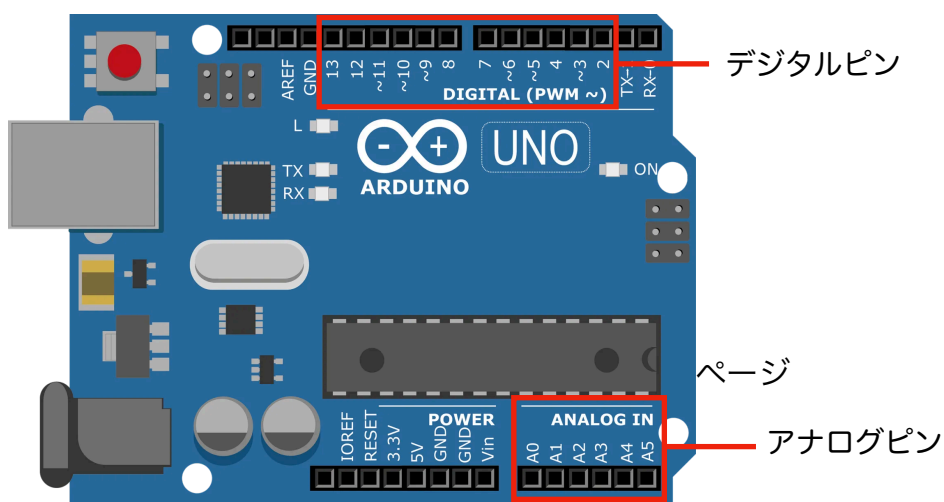 AREF
GND
13
12
~11
~10
~9
8
7
~6
~5
4
~3
2
TX-
RX-0
デジタルピン
DIGITAL (PWM ~)
L
TX
RX
- +
UNO
ARDUINO
ON
ページ
POWER
ANALOG IN
IOREF
RESET
3.3V
5V
GND
GND
Vin
A0
A1
A2
A3
A4
A5
アナログピン